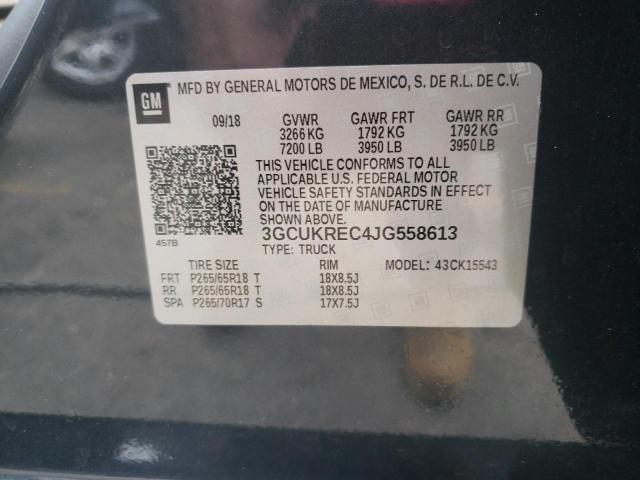 GM
MFD BY GENERAL MOTORS DE MEXICO, S. DE R.L. DE C.V.
09/18 GVWR GAWR FRT GAWR RR
3266 KG 1792 KG 1792 KG
7200 LB 3950 LB 3950 LB
THIS VEHICLE CONFORMS TO ALL
APPLICABLE U.S. FEDERAL MOTOR
VEHICLE SAFETY STANDARDS IN EFFECT
ON THE DATE OF MANUFACTURE
SHOWN ABOVE.
457B
3GCUKREC4JG558613
TYPE: TRUCK
TIRE SIZE RIM MODEL: 43CK15543
FRT P265/65R18 T 18X8.5J
RR P265/65R18 T 18X8.5J
SPA P265/70R17 S 17X7.5J